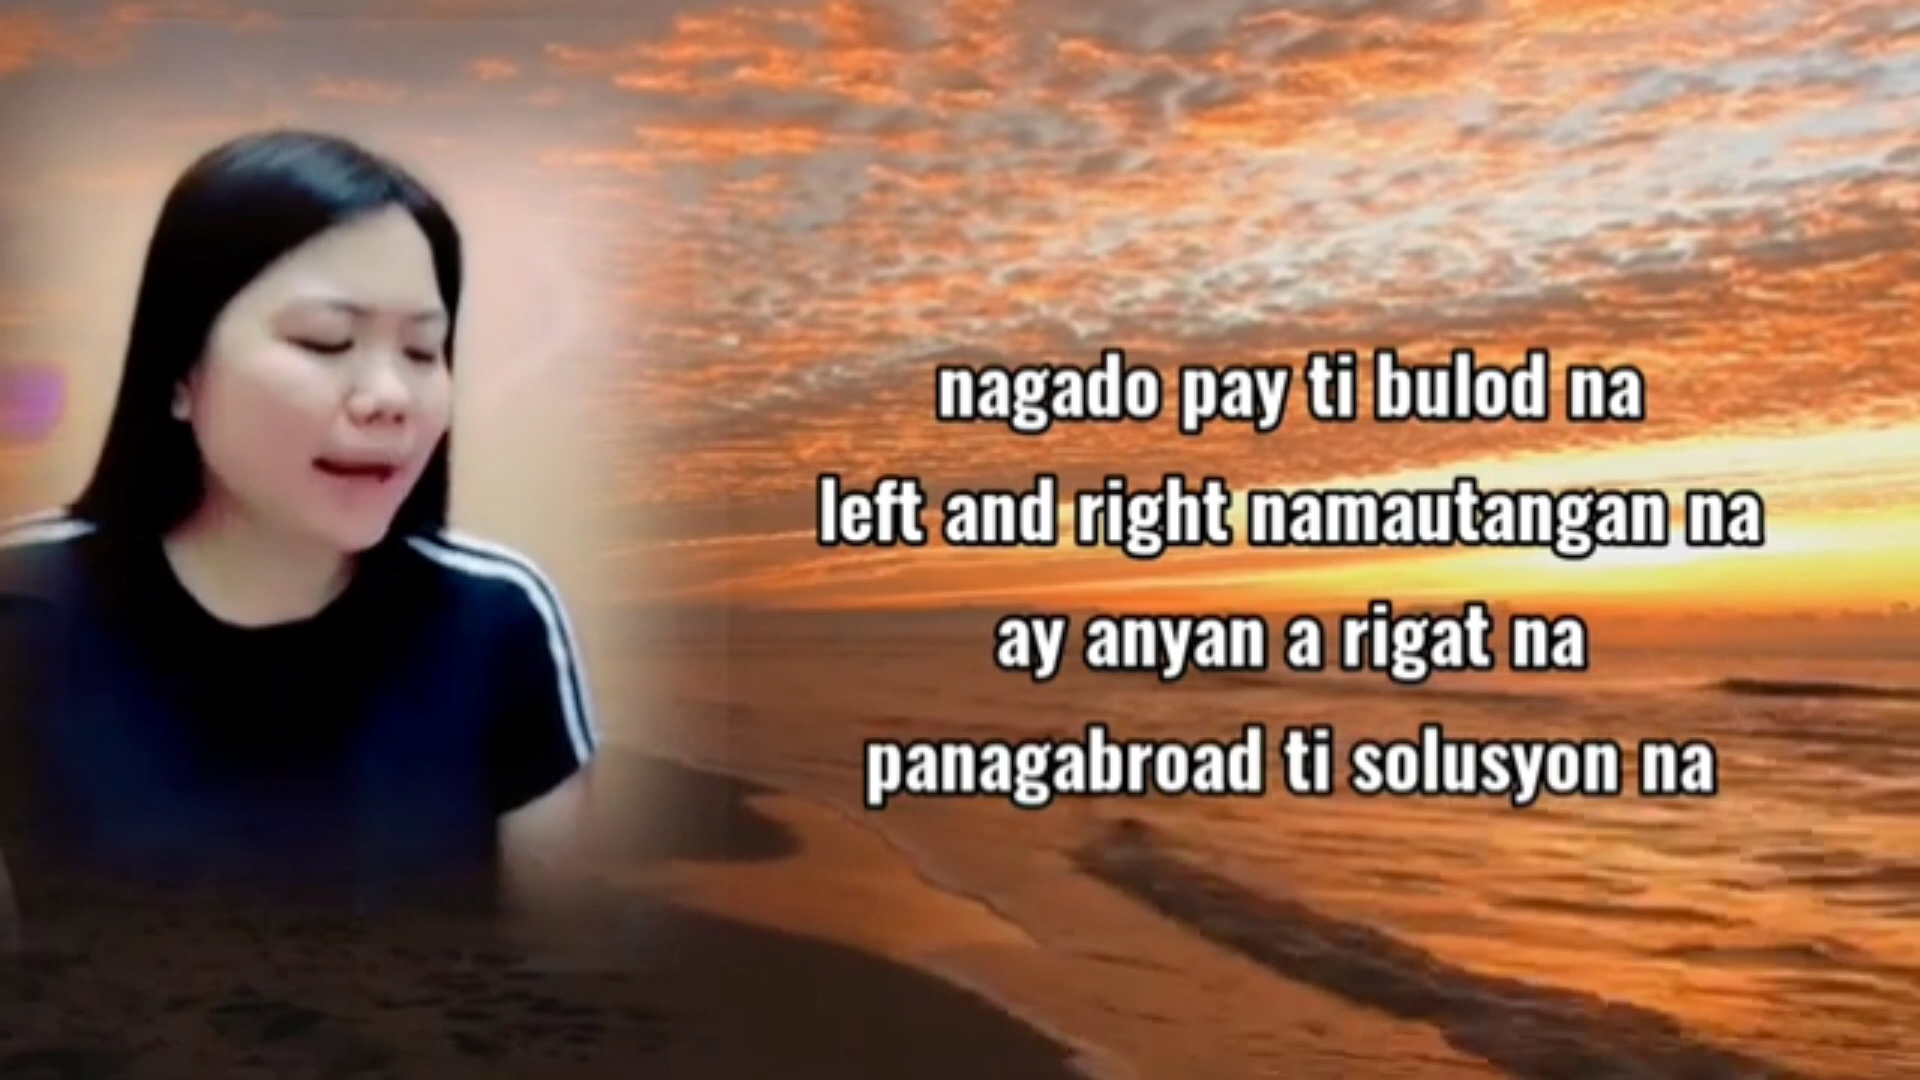 nagado pay ti bulod na
left and right namautangan na
ay anyan a rigat na
panagabroad ti solusyon na